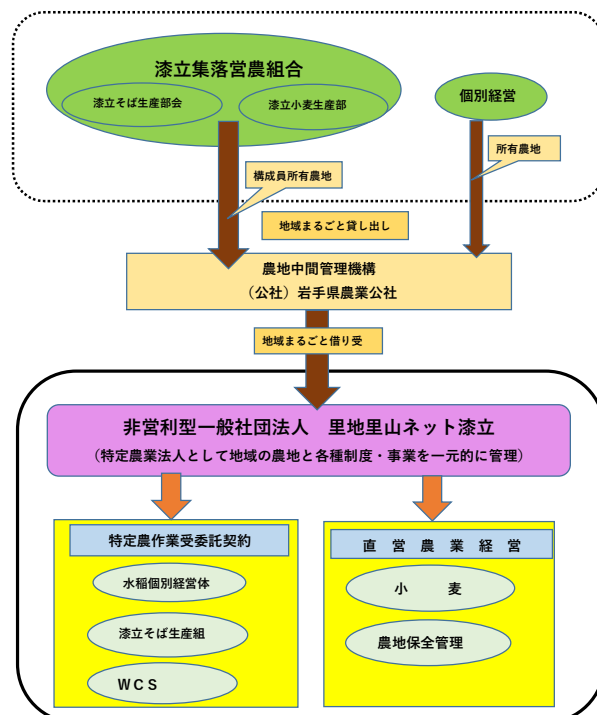 漆立集落営農組合
漆立そば生産部会
漆立小麦生産部
個別経営
構成員所有農地
所有農地
地域まるごと貸し出し
農地中間管理機構
（公社）岩手県農業公社
地域まるごと借り受
非営利型一般社団法人　里地里山ネット漆立
（特定農業法人として地域の農地と各種制度・事業を一元的に管理）
特定農作業受委託契約
水稲個別経営体
漆立そば生産組
ＷＣＳ
直　営　農　業　経　営
小　　　麦
農地保全管理